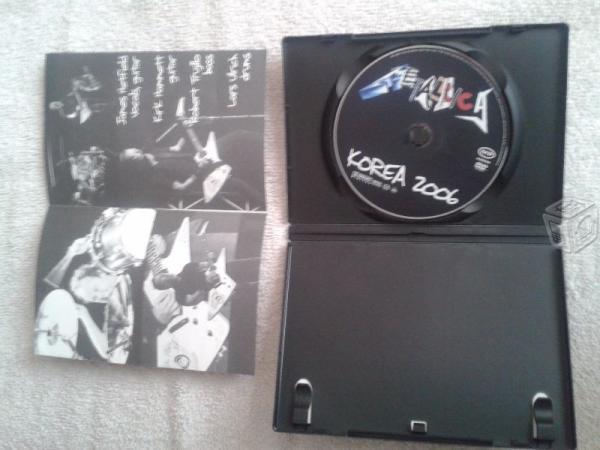 James Hetfield
Vocals, guitar
Kirk Hammett
guitar
Robert Trujillo
bass
Lars Ulrich
drums
METALLICA
KOREA 2006